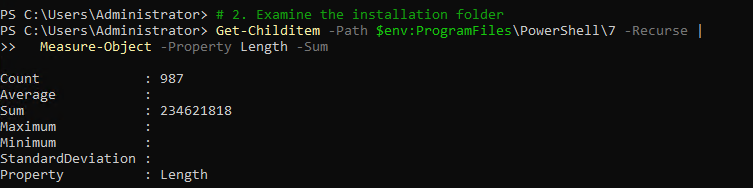 PS C:\Users\Administrator> # 2. Examine the installation folder
PS C:\Users\Administrator> Get-Childitem -Path $env:ProgramFiles\PowerShell\7 -Recurse |
>>   Measure-Object -Property Length -Sum
Count             : 987
Average           :
Sum               : 234621818
Maximum           :
Minimum           :
StandardDeviation :
Property          : Length